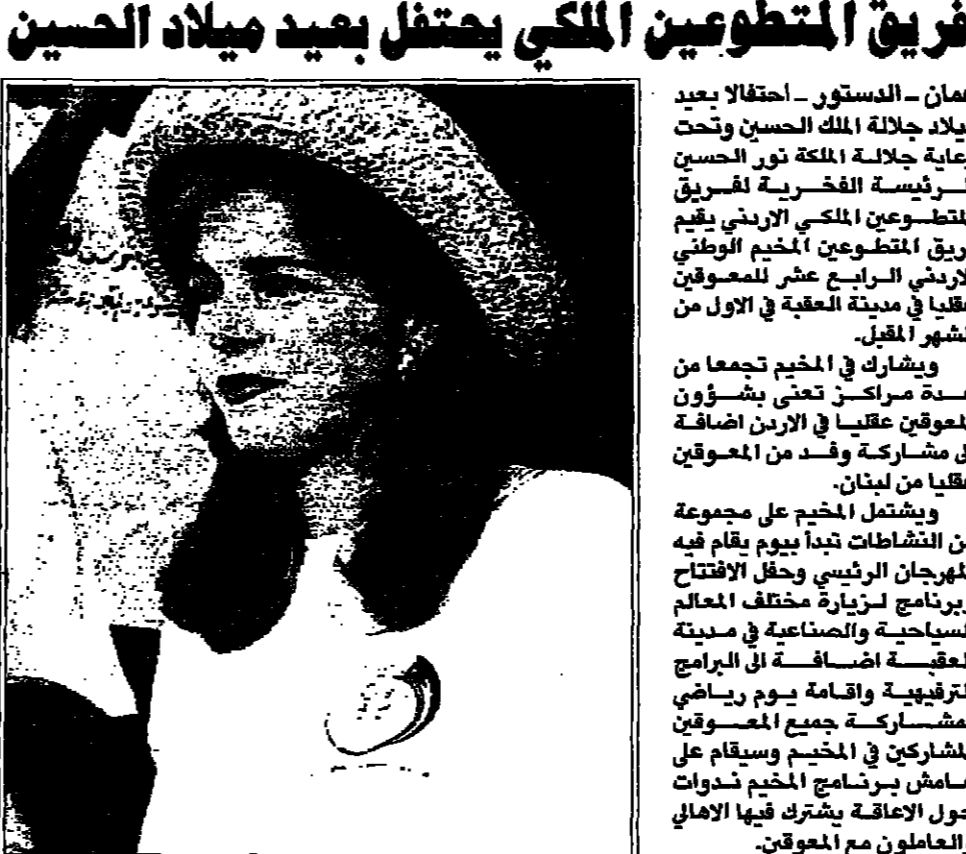 فريق المتطوعين الملكي يحتفل بعيد ميلاد الحسين
عمان ـ الدستور ـ احتفالا بعيد
ميلاد جلالة الملك الحسين وتحت
رعاية جلالة الملكة نور الحسين
الرئيسة الفخرية لفريق
المتطوعين الملكي الاردني يقيم
فريق المتطوعين المخيم الوطني
الاردني الرابع عشر للمعوقين
عقليا في مدينة العقبة في الاول من
الشهر المقبل.
ويشارك في المخيم تجمعا من
عدة مراكز تعنى بشؤون
المعوقين عقليا في الاردن اضافة
الى مشاركة وفد من المعوقين
عقليا من لبنان.
ويشتمل المخيم على مجموعة
من النشاطات تبدأ بيوم يقام فيه
المهرجان الرئيسي وحفل الافتتاح
وبرنامج لزيارة مختلف المعالم
السياحية والصناعية في مدينة
العقبة اضافة الى البرامج
الترفيهية واقامة يوم رياضي
بمشاركة جميع المعوقين
المشاركين في المخيم وسيقام على
هامش برنامج المخيم ندوات
حول الاعاقة يشترك فيها الاهالي
والعاملون مع المعوقين.